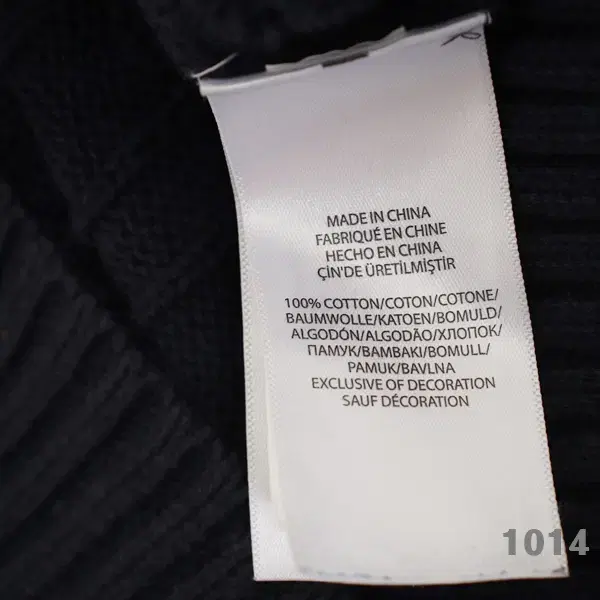 MADE IN CHINA
FABRIQUÉ EN CHINE
HECHO EN CHINA
ÇİN'DE ÜRETİLMİŞTİR
100% COTTON/COTON/COTONE/
BAUMWOLLE/KATOEN/BOMULD/
ALGODÓN/ALGODÃO/ХЛОПОК/
ПАМУК/BAMBAKI/BOMULL/
PAMUK/BAVLNA
EXCLUSIVE OF DECORATION
SAUF DÉCORATION
1014